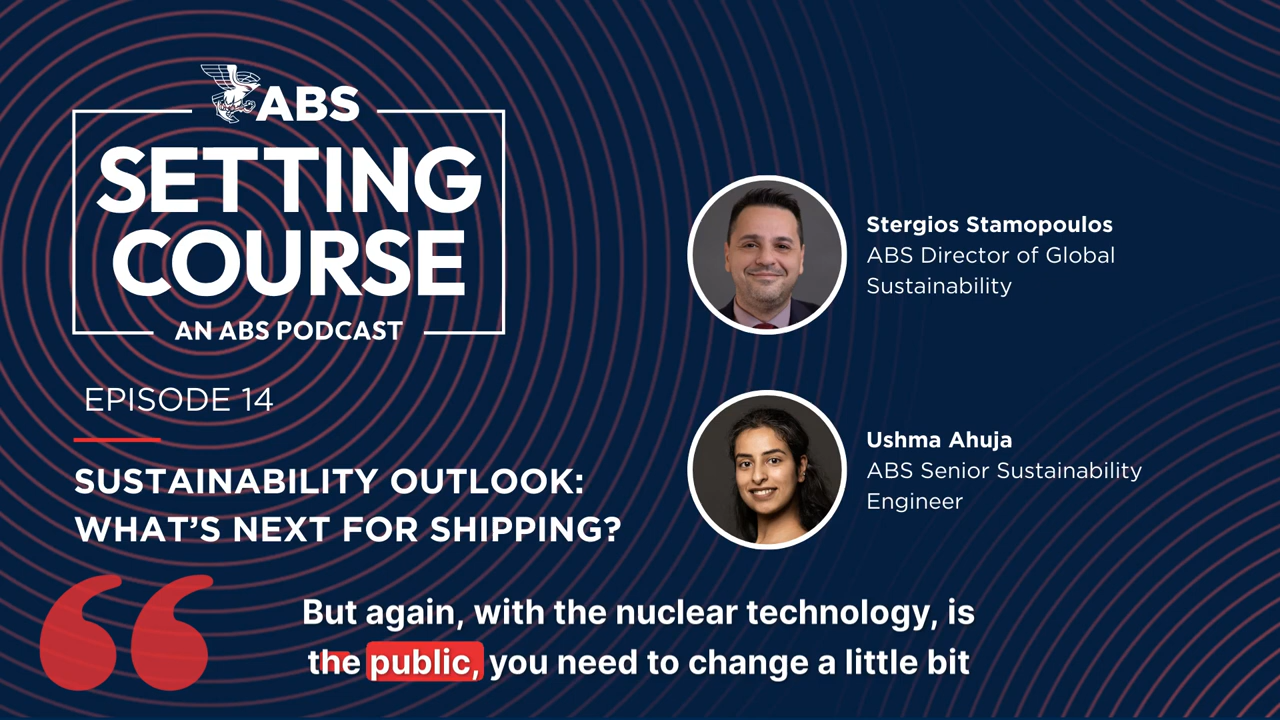 ABS
SETTING
COURSE
AN ABS PODCAST
EPISODE 14
SUSTAINABILITY OUTLOOK:
WHAT'S NEXT FOR SHIPPING?
Stergios Stamopoulos
ABS Director of Global
Sustainability
Ushma Ahuja
ABS Senior Sustainability
Engineer
But again, with the nuclear technology, is
the public, you need to change a little bit